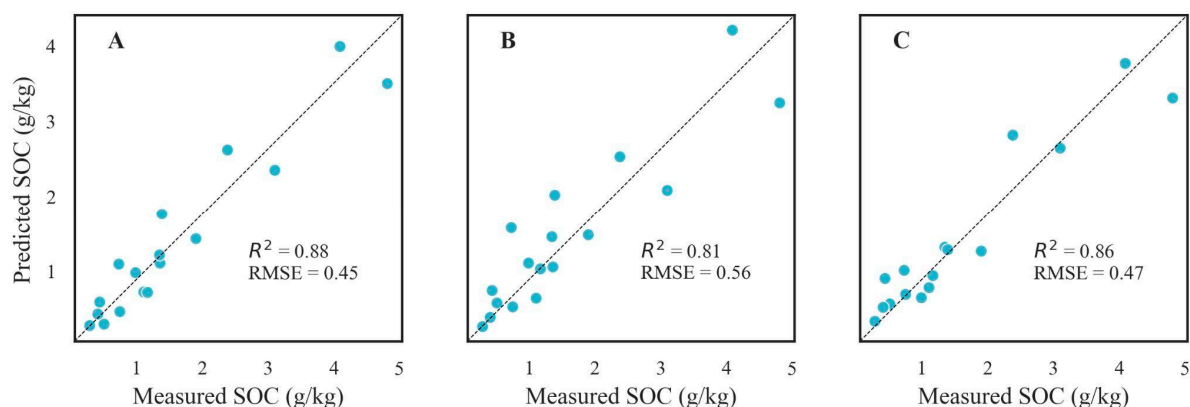 A
B
C
Predicted SOC (g/kg)
4
3
2
1
R² = 0.88
RMSE = 0.45
R² = 0.81
RMSE = 0.56
R² = 0.86
RMSE = 0.47
1 2 3 4 5
1 2 3 4 5
1 2 3 4 5
Measured SOC (g/kg)
Measured SOC (g/kg)
Measured SOC (g/kg)